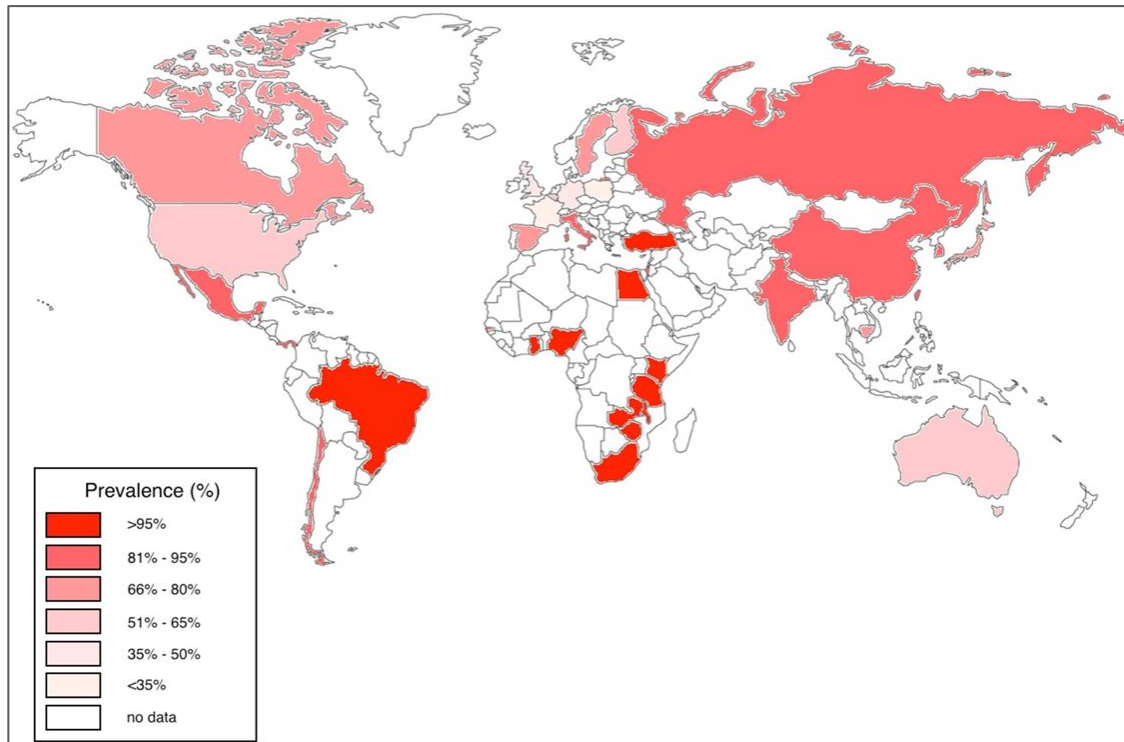 Prevalence (%)
>95%
81% - 95%
66% - 80%
51% - 65%
35% - 50%
<35%
no data